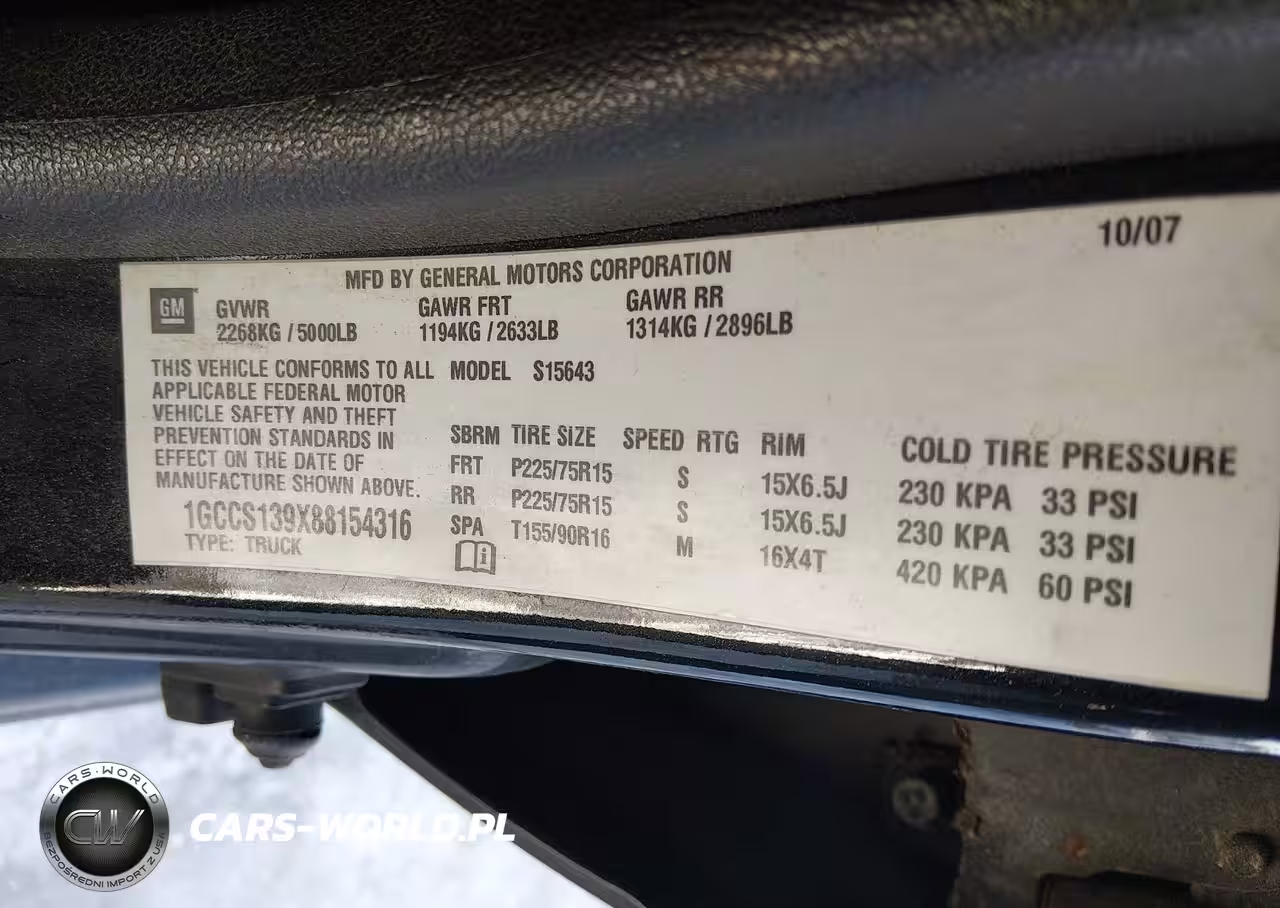 10/07
MFD BY GENERAL MOTORS CORPORATION
GM
GVWR GAWR FRT GAWR RR
2268KG / 5000LB 1194KG / 2633LB 1314KG / 2896LB
THIS VEHICLE CONFORMS TO ALL
APPLICABLE FEDERAL MOTOR
VEHICLE SAFETY AND THEFT
PREVENTION STANDARDS IN
EFFECT ON THE DATE OF
MANUFACTURE SHOWN ABOVE.
1GCCS139X88154316
TYPE: TRUCK
MODEL S15643
SBRM TIRE SIZE SPEED RTG RIM COLD TIRE PRESSURE
FRT P225/75R15 S 15X6.5J 230 KPA 33 PSI
RR P225/75R15 S 15X6.5J 230 KPA 33 PSI
SPA T155/90R16 M 16X4T 420 KPA 60 PSI
CARS-WORLD
CW
BEZPOŚREDNI IMPORT Z USA
CARS-WORLD.PL